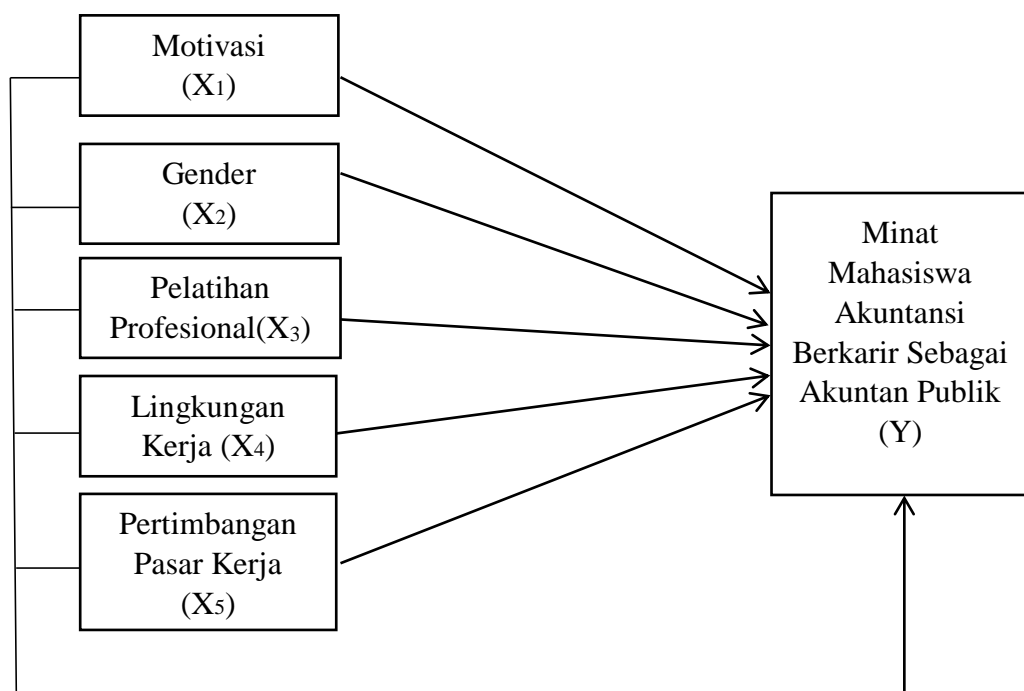 Motivasi
(X1)
Gender
(X2)
Pelatihan
Profesional(X3)
Lingkungan
Kerja (X4)
Pertimbangan
Pasar Kerja
(X5)
Minat
Mahasiswa
Akuntansi
Berkarir Sebagai
Akuntan Publik
(Y)